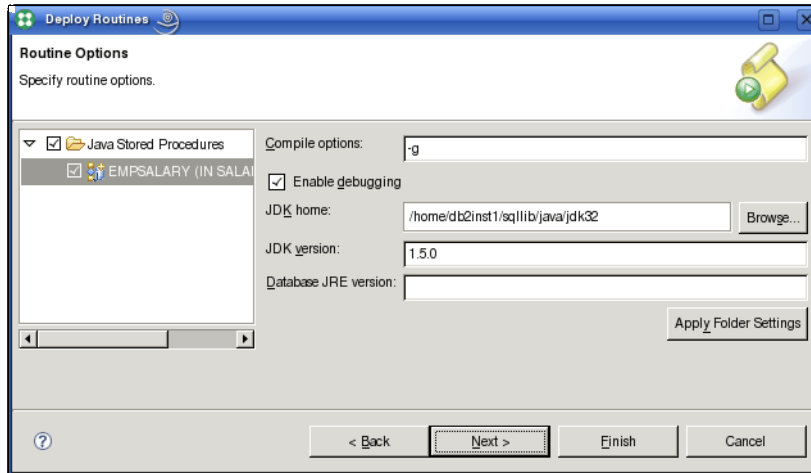 Deploy Routines
Routine Options
Specify routine options.
Java Stored Procedures
EMPSALARY (IN SALAI
Compile options:
-g
Enable debugging
JDK home:
/home/db2inst1/sqllib/java/jdk32
Browse...
JDK version:
1.5.0
Database JRE version:
Apply Folder Settings
?
< Back
Next >
Finish
Cancel